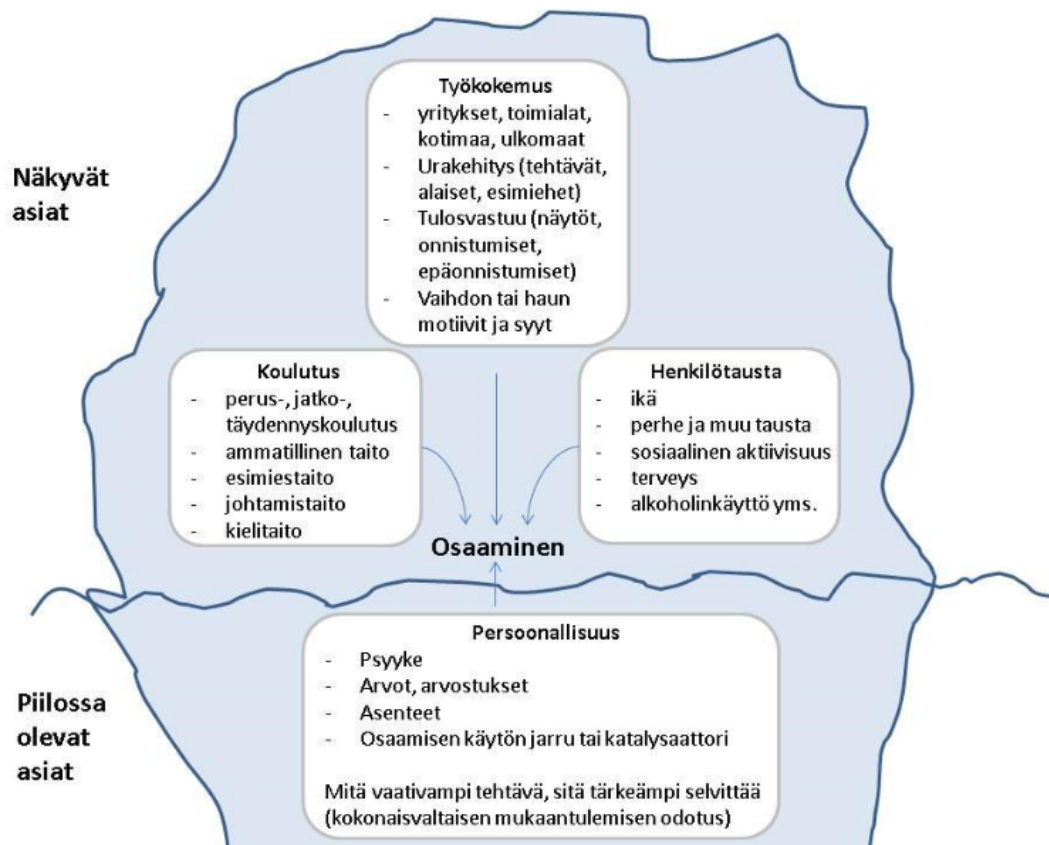 Näkyvät
asiat
Työkokemus
- yritykset, toimialat,
kotimaa, ulkomaat
- Urakehitys (tehtävät,
alaiset, esimiehet)
- Tulosvastuu (näytöt,
onnistumiset,
epäonnistumiset)
- Vaihdon tai haun
motiivit ja syyt
Koulutus
- perus-, jatko-,
täydennyskoulutus
- ammatillinen taito
- esimiestaito
- johtamistaito
- kielitaito
Henkilötausta
- ikä
- perhe ja muu tausta
- sosiaalinen aktiivisuus
- terveys
- alkoholinkäyttö yms.
Osaaminen
Piilossa
olevat
asiat
Persoonallisuus
- Psyyke
- Arvot, arvostukset
- Asenteet
- Osaamisen käytön jarru tai katalysaattori
Mitä vaativampi tehtävä, sitä tärkeämpi selvittää
(kokonaisvaltaisen mukaantulemisen odotus)